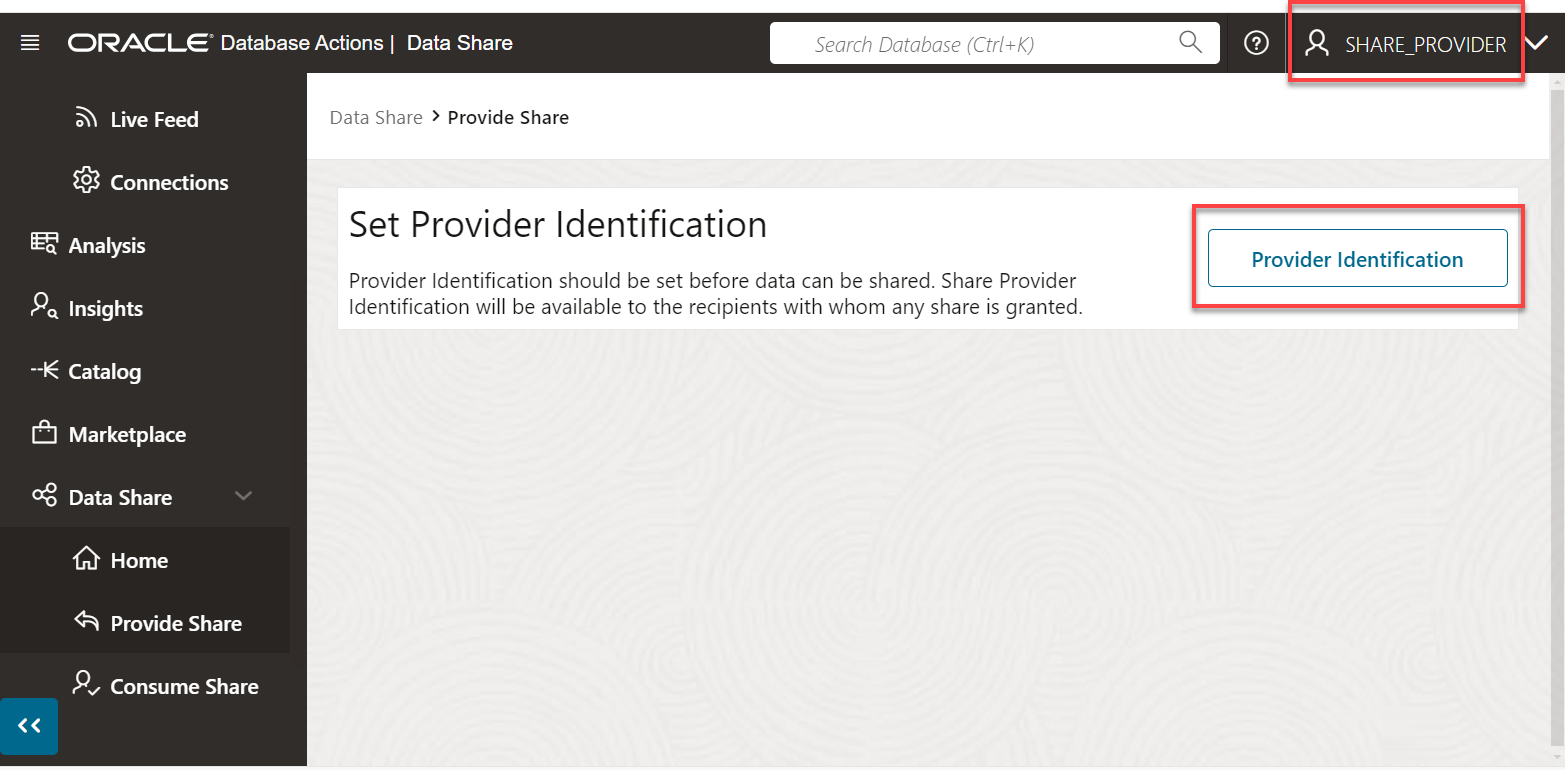 ORACLE® Database Actions | Data Share
Search Database (Ctrl+K)
SHARE_PROVIDER
Live Feed
Connections
Analysis
Insights
Catalog
Marketplace
Data Share
Home
Provide Share
Consume Share
Data Share > Provide Share
Set Provider Identification
Provider Identification should be set before data can be shared. Share Provider
Identification will be available to the recipients with whom any share is granted.
Provider Identification